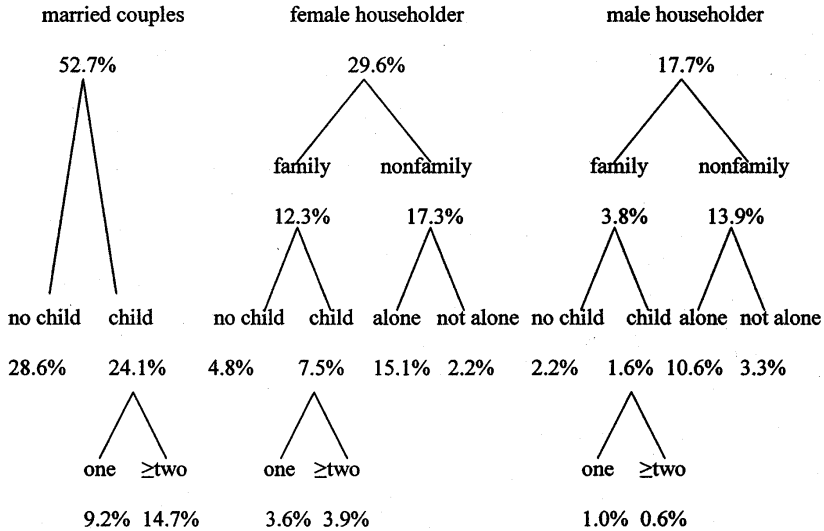 married couples female householder male householder
52.7% 29.6% 17.7%
family nonfamily family nonfamily
12.3% 17.3% 3.8% 13.9%
no child child no child child alone not alone no child child alone not alone
28.6% 24.1% 4.8% 7.5% 15.1% 2.2% 2.2% 1.6% 10.6% 3.3%
one ≥two one ≥two one ≥two
9.2% 14.7% 3.6% 3.9% 1.0% 0.6%